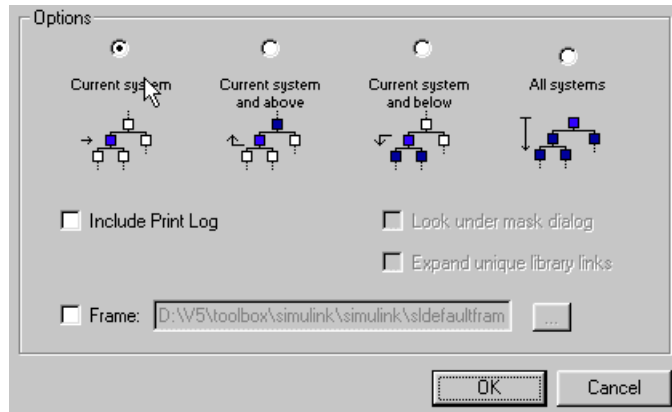 Options
Current system
Current system and above
Current system and below
All systems
Include Print Log
Look under mask dialog
Expand unique library links
Frame: D:\V5\toolbox\simulink\simulink\sldefaultfram ...
OK Cancel